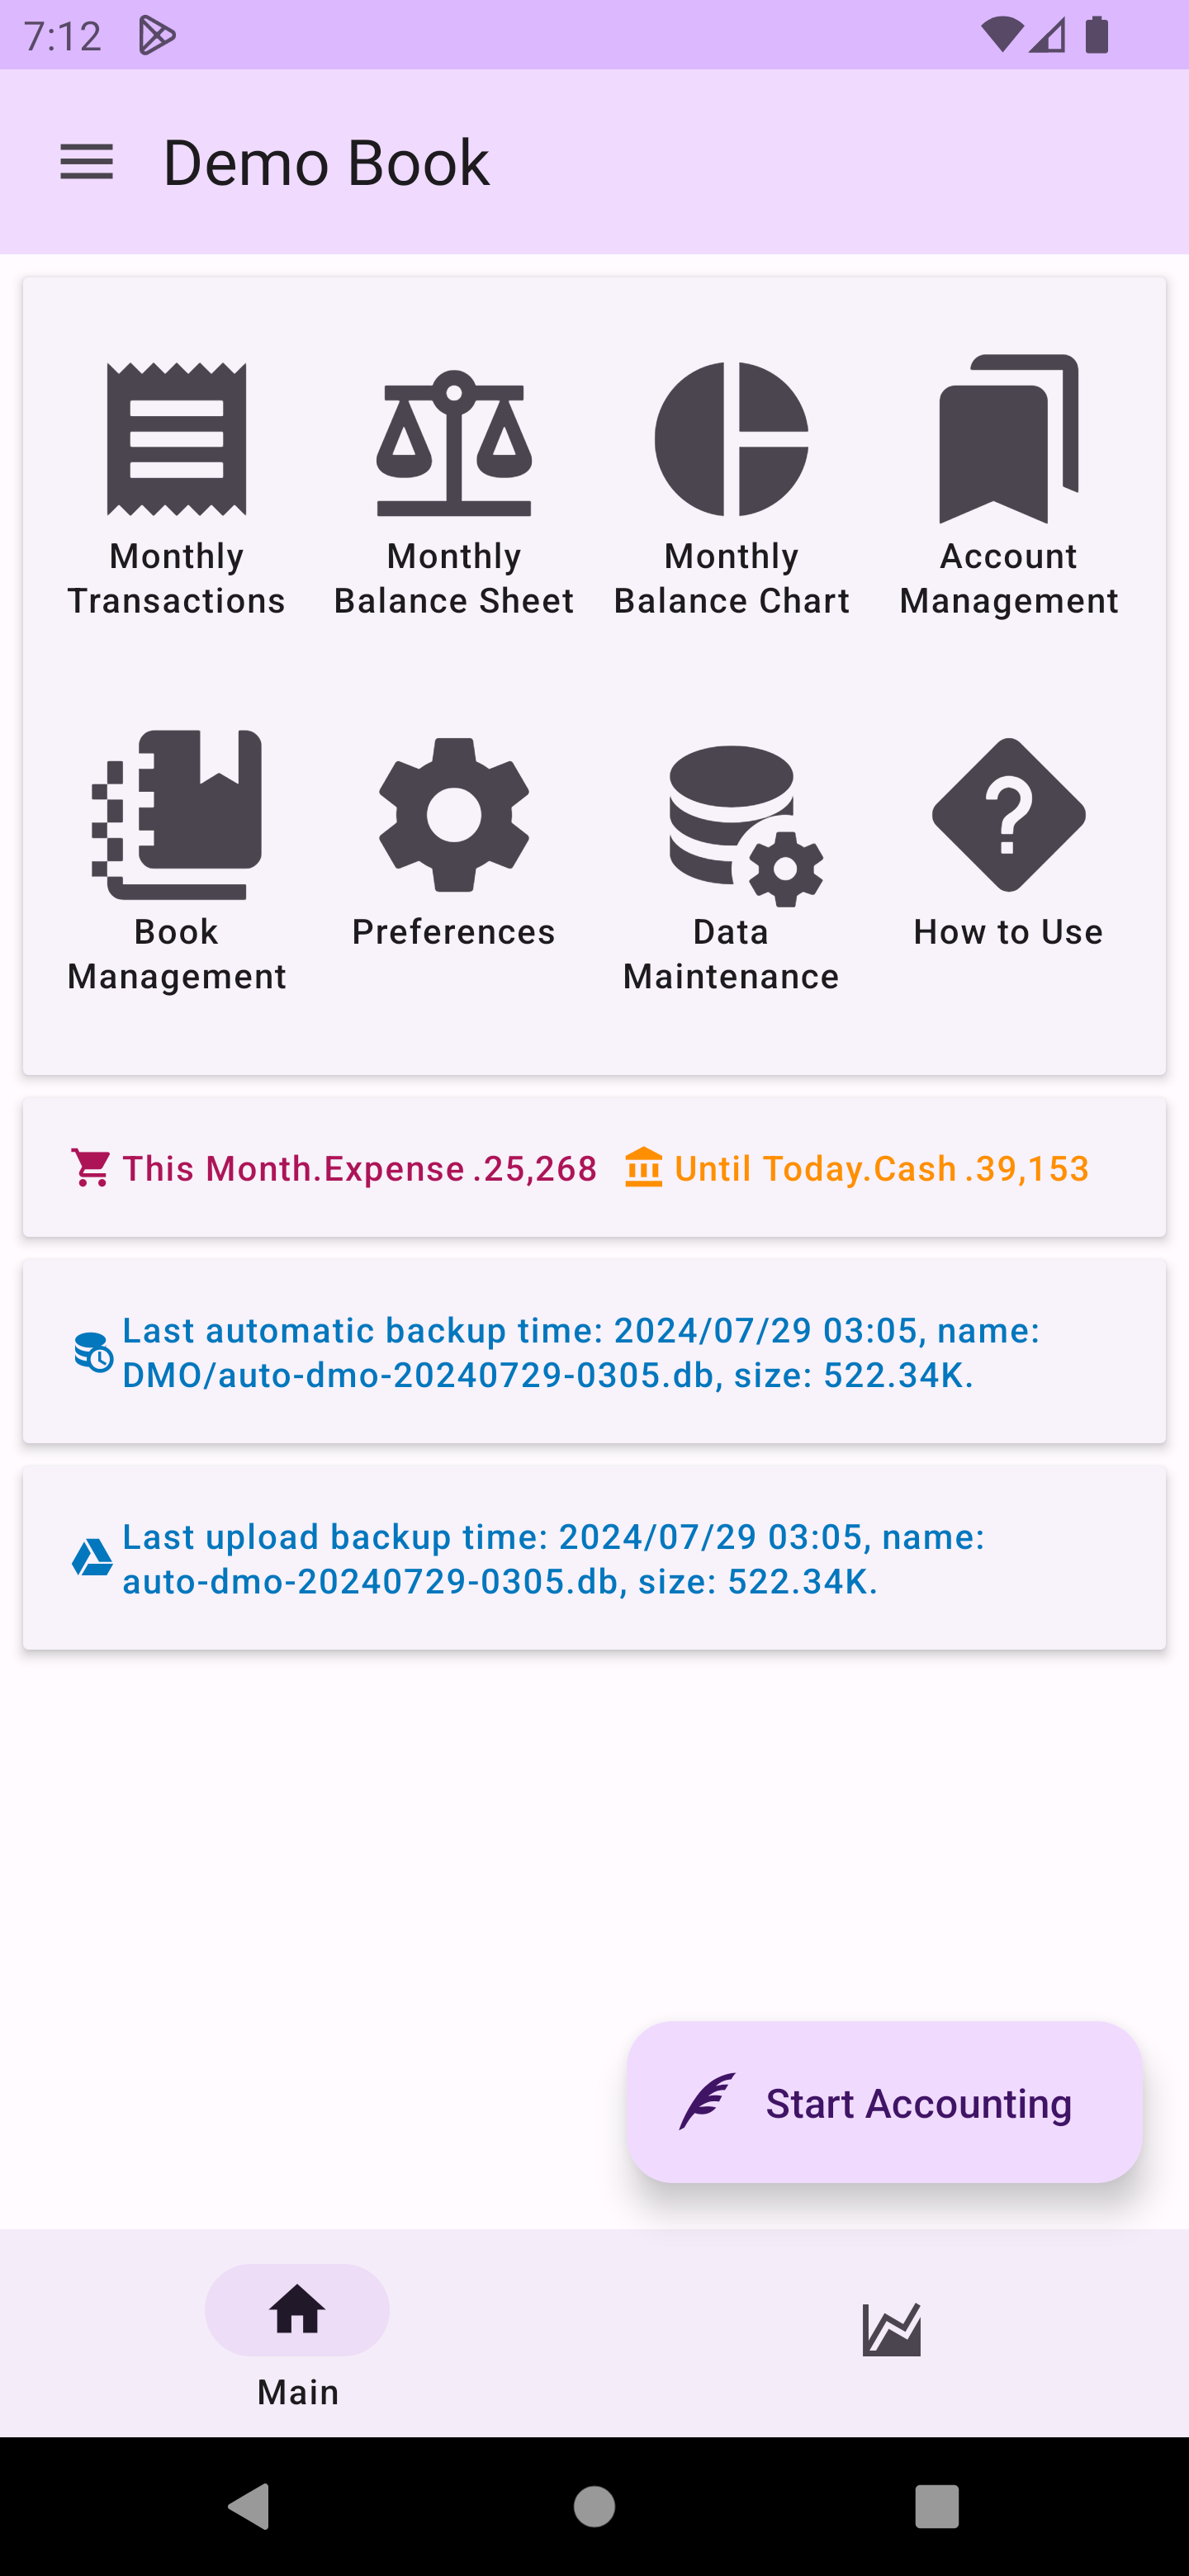 7:12
Demo Book
Monthly
Transactions
Monthly
Balance Sheet
Monthly
Balance Chart
Account
Management
Book
Management
Preferences
Data
Maintenance
How to Use
This Month.Expense .25,268
Until Today.Cash .39,153
Last automatic backup time: 2024/07/29 03:05, name:
DMO/auto-dmo-20240729-0305.db, size: 522.34K.
Last upload backup time: 2024/07/29 03:05, name:
auto-dmo-20240729-0305.db, size: 522.34K.
Start Accounting
Main